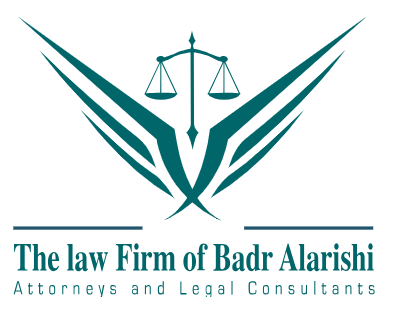 The law Firm of Badr Alarishi
Attorneys and Legal Consultants